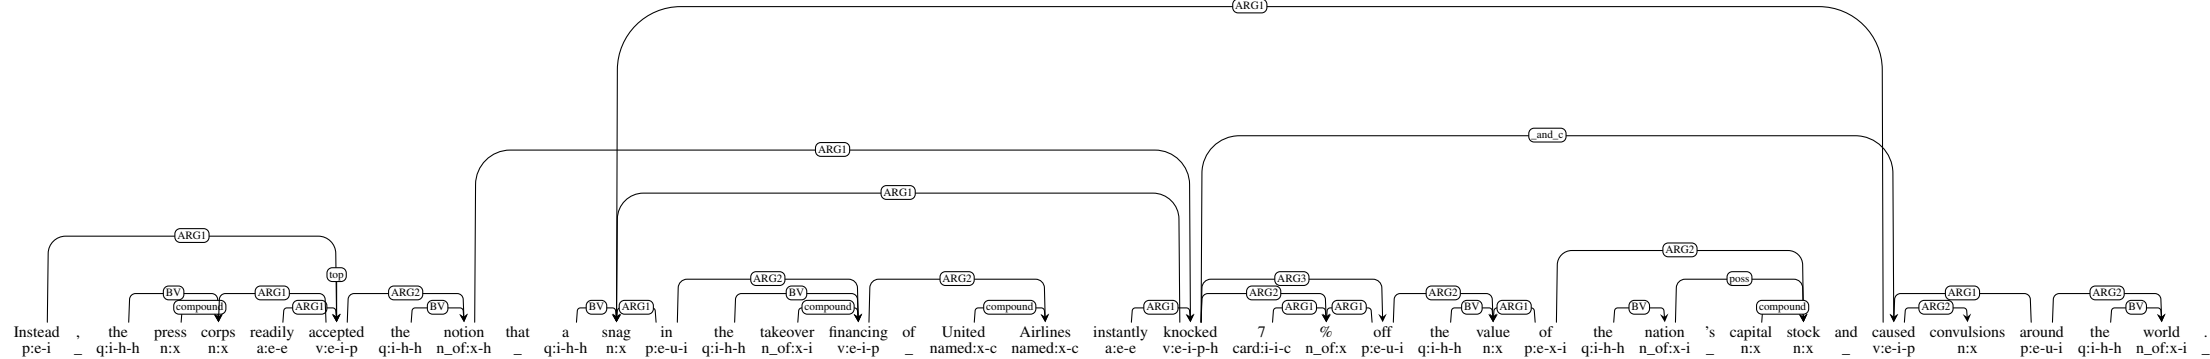 ARG1
_and_c
ARG1
ARG1
ARG1
ARG2
top
ARG2 ARG2 ARG3 poss
BV ARG1 ARG2 BV ARG2 ARG2 ARG1 ARG2
compound ARG1 BV BV ARG1 compound compound ARG1 ARG1 ARG1 BV ARG1 BV compound ARG2 BV
Instead , the press corps readily accepted the notion that a snag in the takeover financing of United Airlines instantly knocked 7 % off the value of the nation 's capital stock and caused convulsions around the world .
p:e-i _ q:i-h-h n:x n:x a:e-e v:e-i-p q:i-h-h n_of:x-h _ q:i-h-h n:x p:e-u-i q:i-h-h n_of:x-i v:e-i-p _ named:x-c named:x-c a:e-e v:e-i-p-h card:i-i-c n_of:x p:e-u-i q:i-h-h n:x p:e-x-i q:i-h-h n_of:x-i _ n:x n:x _ v:e-i-p n:x p:e-u-i q:i-h-h n_of:x-i _